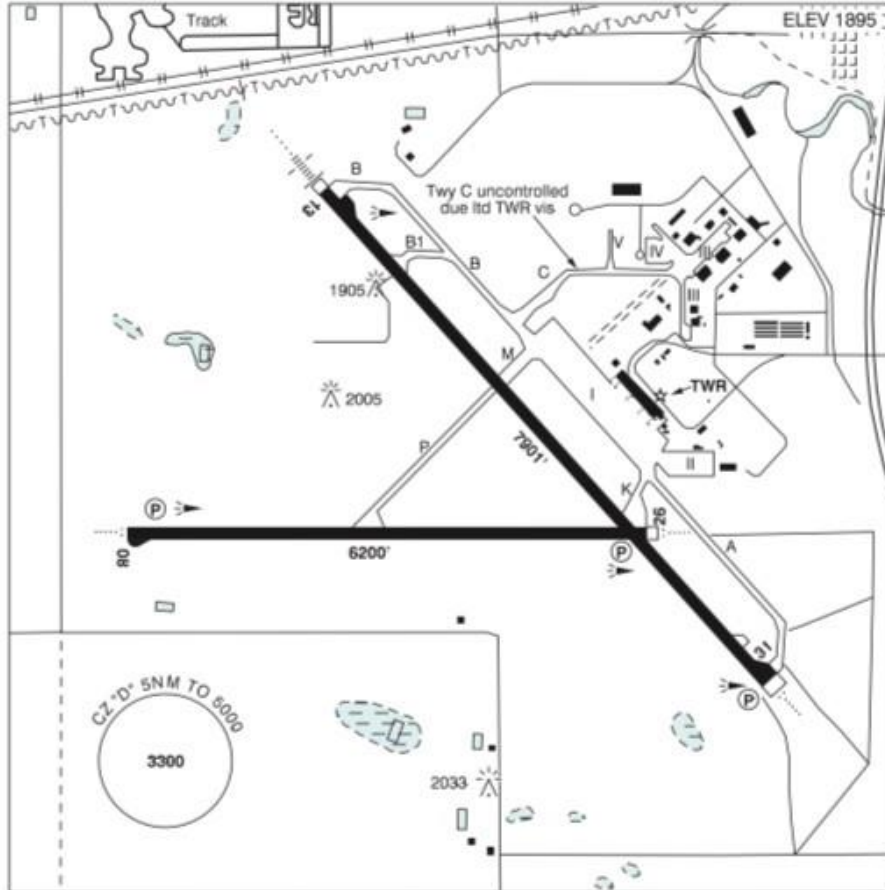 Track
ELEV 1895
B
13
Twy C uncontrolled
due ltd TWR vis
B1
B
C
V
IV
III
III
1905
M
TWR
I
2005
7901'
P
II
K
P
08
6200'
26
P
A
31
P
CZ "D" 5NM TO 5000
3300
2033